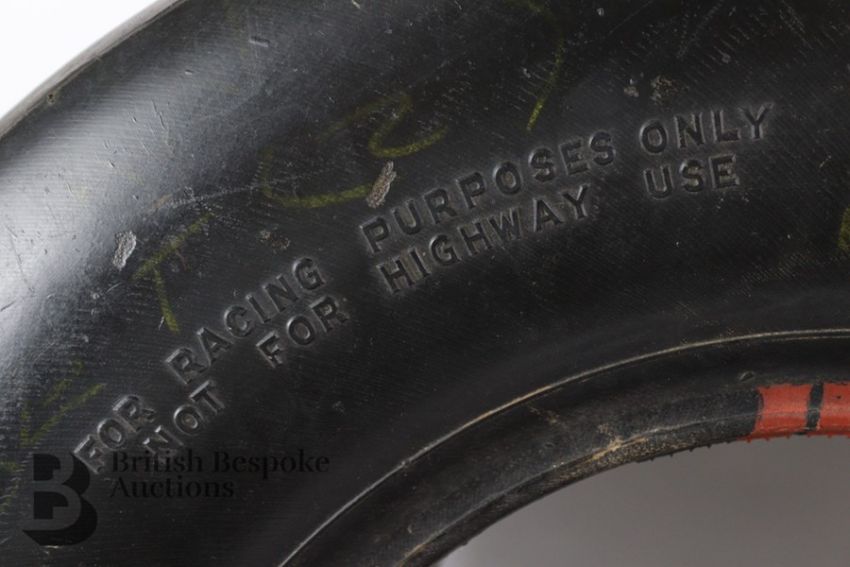 FOR RACING PURPOSES ONLY
NOT FOR HIGHWAY USE
B British Bespoke
Auctions